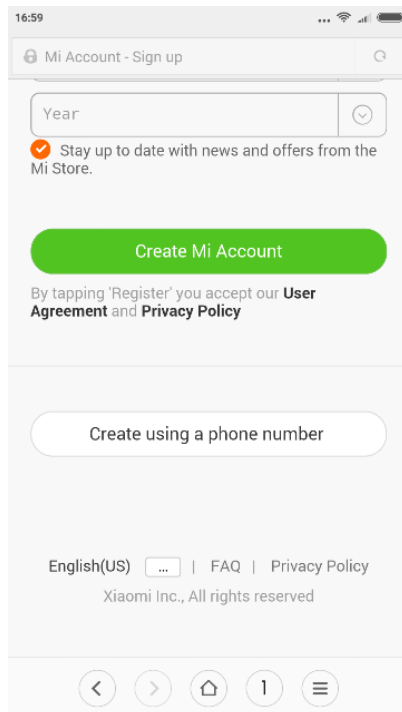 16:59
Mi Account - Sign up
Year
Stay up to date with news and offers from the
Mi Store.
Create Mi Account
By tapping 'Register' you accept our User
Agreement and Privacy Policy
Create using a phone number
English(US) ... | FAQ | Privacy Policy
Xiaomi Inc., All rights reserved
1